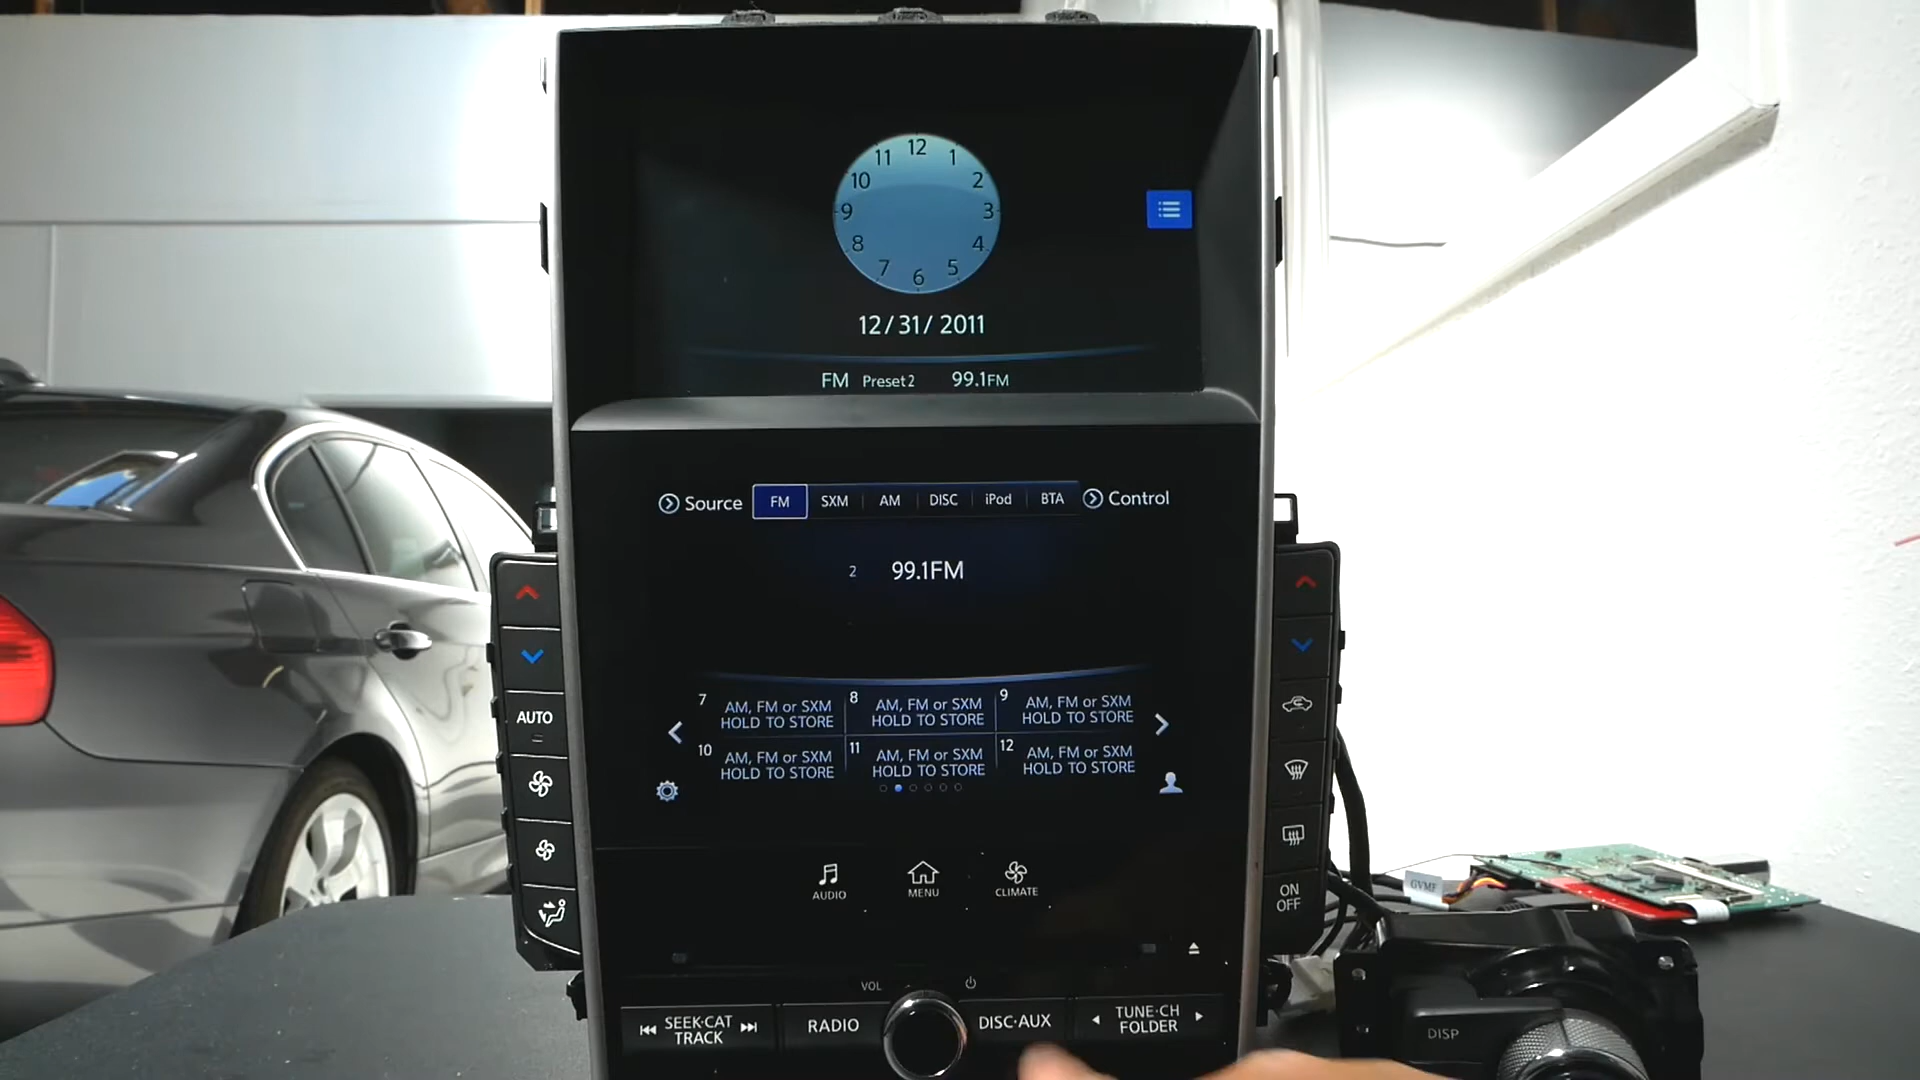 12
11
1
10
2
9
3
8
4
7
5
6
12/31/ 2011
FM Preset2 99.1FM
Source FM SXM AM DISC iPod BTA Control
2 99.1FM
7 AM, FM or SXM HOLD TO STORE
8 AM, FM or SXM HOLD TO STORE
9 AM, FM or SXM HOLD TO STORE
10 AM, FM or SXM HOLD TO STORE
11 AM, FM or SXM HOLD TO STORE
12 AM, FM or SXM HOLD TO STORE
AUTO
AUDIO
MENU
CLIMATE
ON
OFF
GVMF
VOL
SEEK·CAT
TRACK
RADIO
DISC·AUX
TUNE·CH
FOLDER
DISP